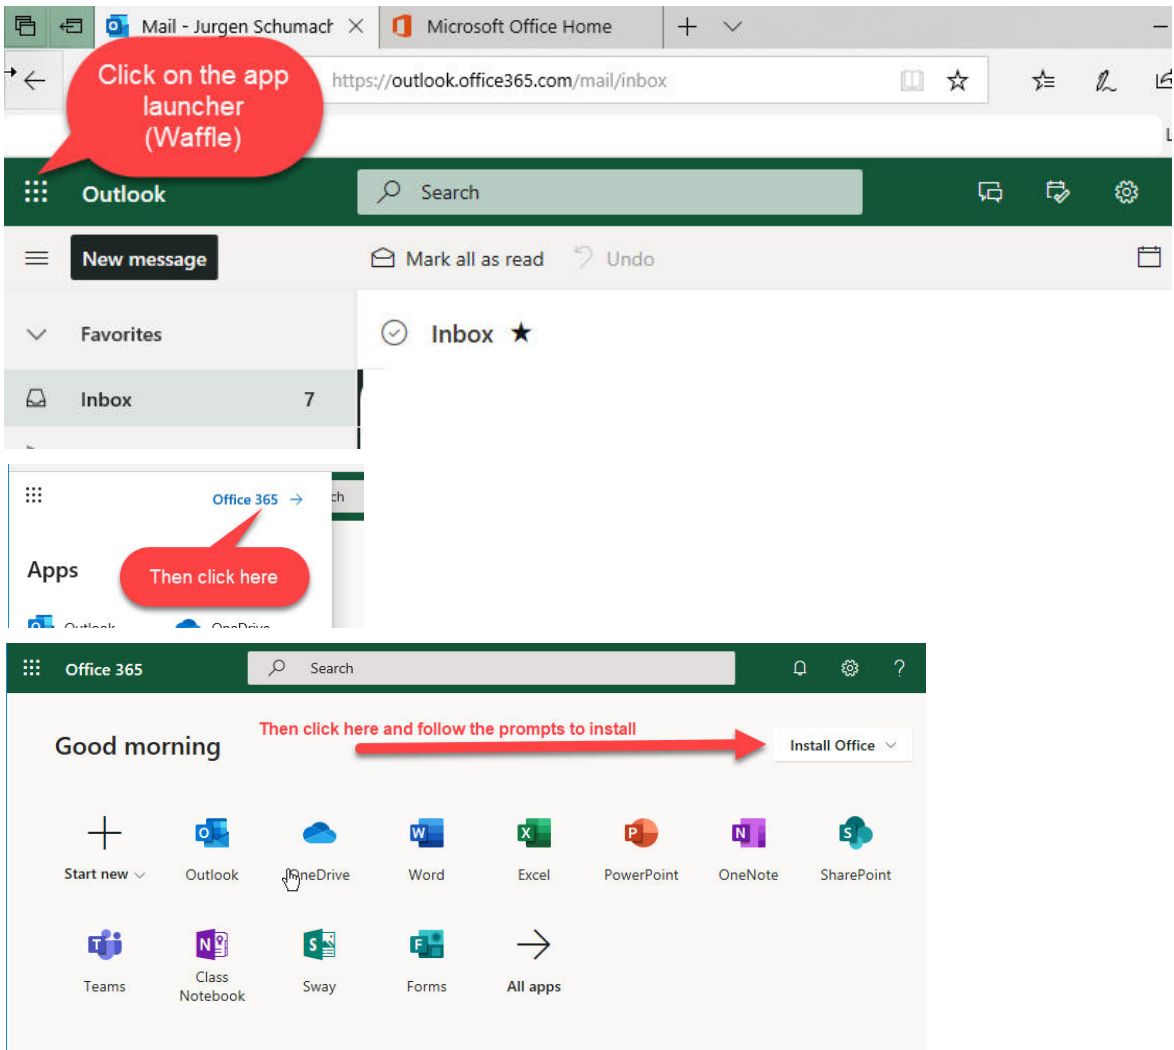 Mail - Jurgen Schumach
Microsoft Office Home
https://outlook.office365.com/mail/inbox
Click on the app
launcher
(Waffle)
Outlook
Search
New message
Mark all as read
Undo
Favorites
Inbox ★
Inbox 7
Office 365 →
ch
Apps
Then click here
Outlook
OneDrive
Office 365
Search
?
Then click here and follow the prompts to install
Good morning
Install Office
Start new
Outlook
OneDrive
Word
Excel
PowerPoint
OneNote
SharePoint
Teams
Class
Notebook
Sway
Forms
All apps